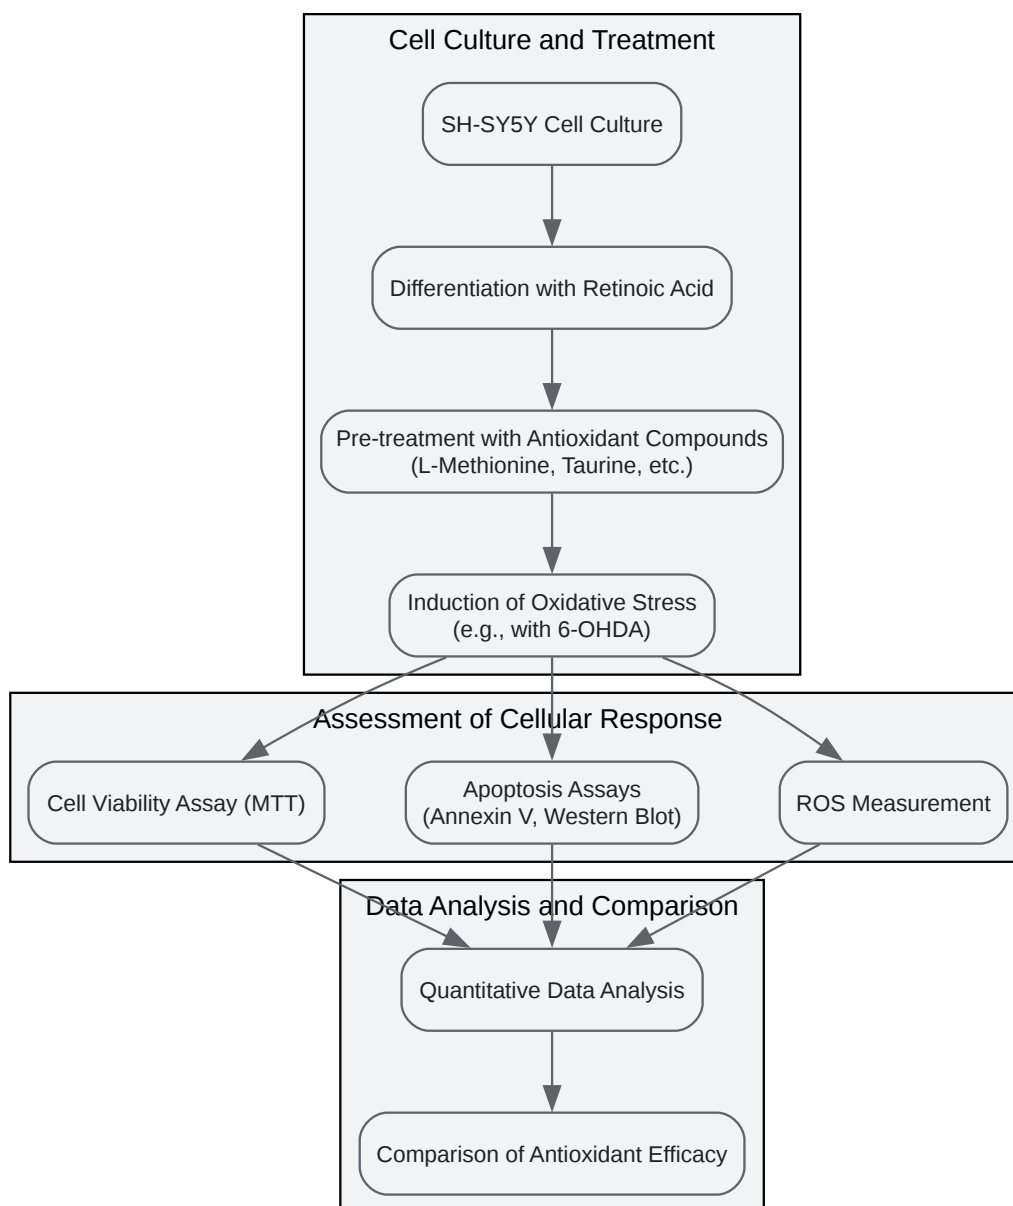 Cell Culture and Treatment
SH-SY5Y Cell Culture
Differentiation with Retinoic Acid
Pre-treatment with Antioxidant Compounds
(L-Methionine, Taurine, etc.)
Induction of Oxidative Stress
(e.g., with 6-OHDA)
Assessment of Cellular Response
Cell Viability Assay (MTT)
Apoptosis Assays
(Annexin V, Western Blot)
ROS Measurement
Data Analysis and Comparison
Quantitative Data Analysis
Comparison of Antioxidant Efficacy